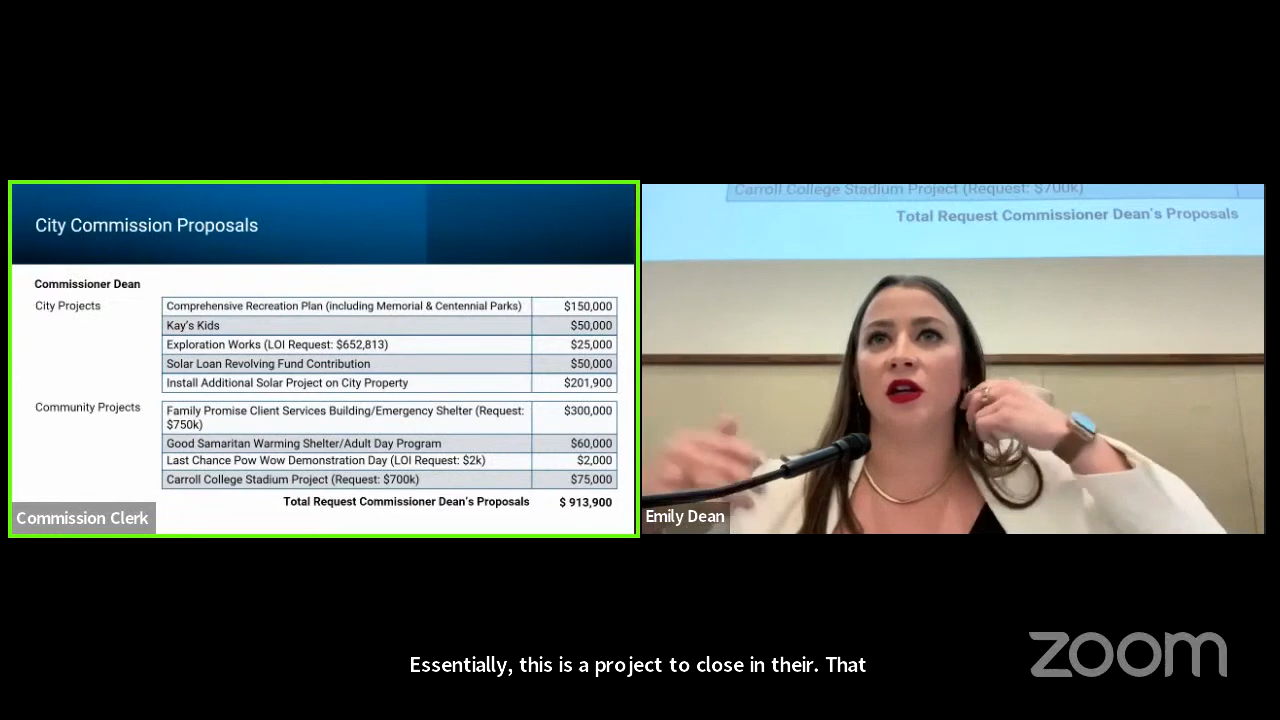 City Commission Proposals
Commissioner Dean
City Projects
Comprehensive Recreation Plan (including Memorial & Centennial Parks) $150,000
Kay's Kids $50,000
Exploration Works (LOI Request: $652,813) $25,000
Solar Loan Revolving Fund Contribution $50,000
Install Additional Solar Project on City Property $201,900
Community Projects
Family Promise Client Services Building/Emergency Shelter (Request: $300,000
$750k)
Good Samaritan Warming Shelter/Adult Day Program $60,000
Last Chance Pow Wow Demonstration Day (LOI Request: $2k) $2,000
Carroll College Stadium Project (Request: $700k) $75,000
Total Request Commissioner Dean's Proposals $ 913,900
Commission Clerk
Carroll College Stadium Project (Request: $700k)
Total Request Commissioner Dean's Proposals
Emily Dean
Essentially, this is a project to close in their. That
zoom